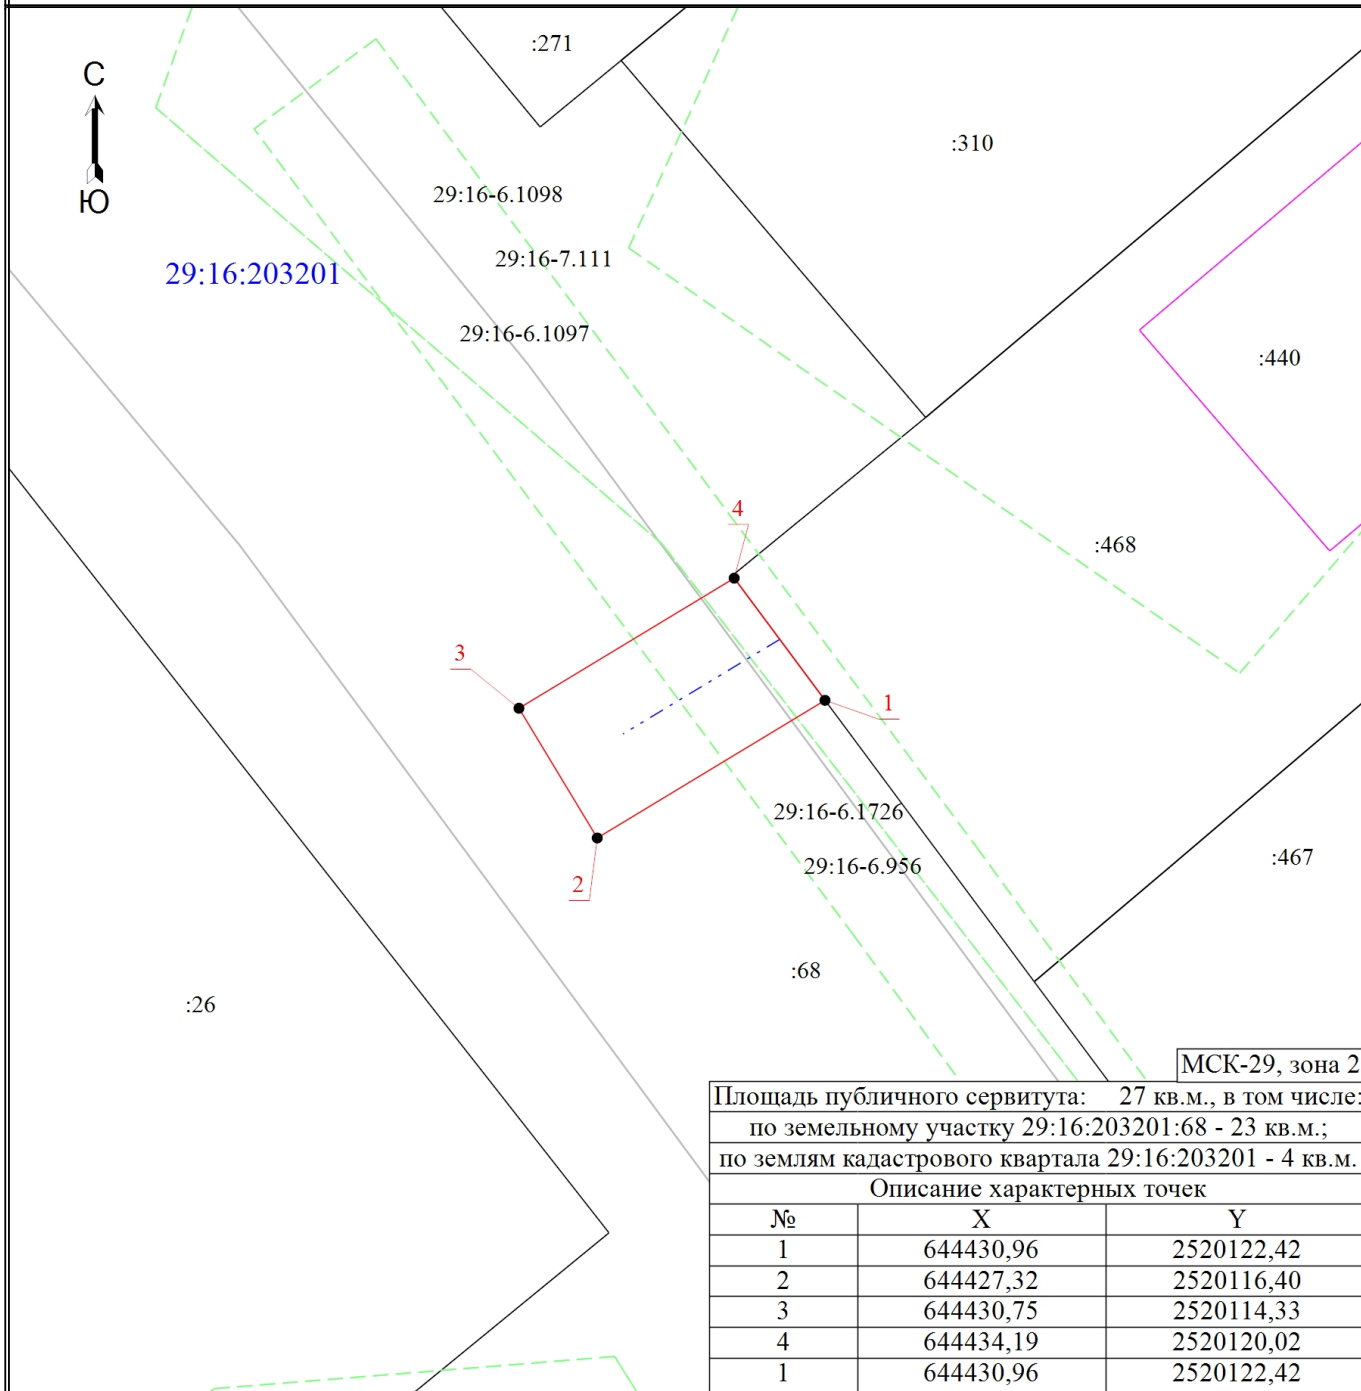 :271
С
:310
29:16-6.1098
Ю
29:16-7.111
29:16:203201
29:16-6.1097
:440
4
:468
3
1
29:16-6.1726
:467
29:16-6.956
2
:68
:26
МСК-29, зона 2
Площадь публичного сервитута: 27 кв.м., в том числе:
по земельному участку 29:16:203201:68 - 23 кв.м.;
по землям кадастрового квартала 29:16:203201 - 4 кв.м.
Описание характерных точек
№ X Y
1 644430,96 2520122,42
2 644427,32 2520116,40
3 644430,75 2520114,33
4 644434,19 2520120,02
1 644430,96 2520122,42